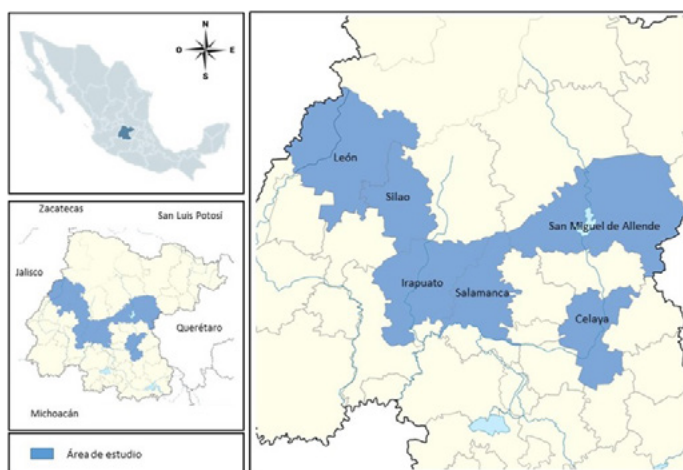 N
O
E
S
Zacatecas
San Luis Potosí
Jalisco
Querétaro
Michoacán
Área de estudio
León
Silao
San Miguel de Allende
Irapuato
Salamanca
Celaya